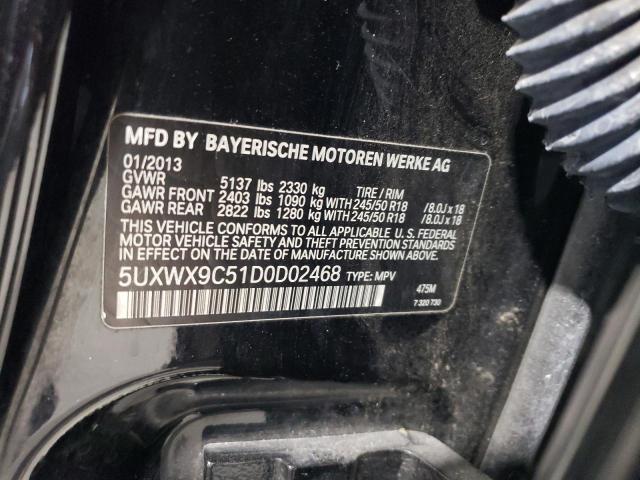 MFD BY BAYERISCHE MOTOREN WERKE AG
01/2013
GVWR 5137 lbs 2330 kg TIRE / RIM
GAWR FRONT 2403 lbs 1090 kg WITH 245/50 R18 / 8.0J x 18
GAWR REAR 2822 lbs 1280 kg WITH 245/50 R18 / 8.0J x 18
THIS VEHICLE CONFORMS TO ALL APPLICABLE U.S. FEDERAL
MOTOR VEHICLE SAFETY AND THEFT PREVENTION STANDARDS
IN EFFECT ON THE DATE OF MANUFACTURE SHOWN ABOVE.
5UXWX9C51D0D02468 TYPE: MPV
475M
7 320 730